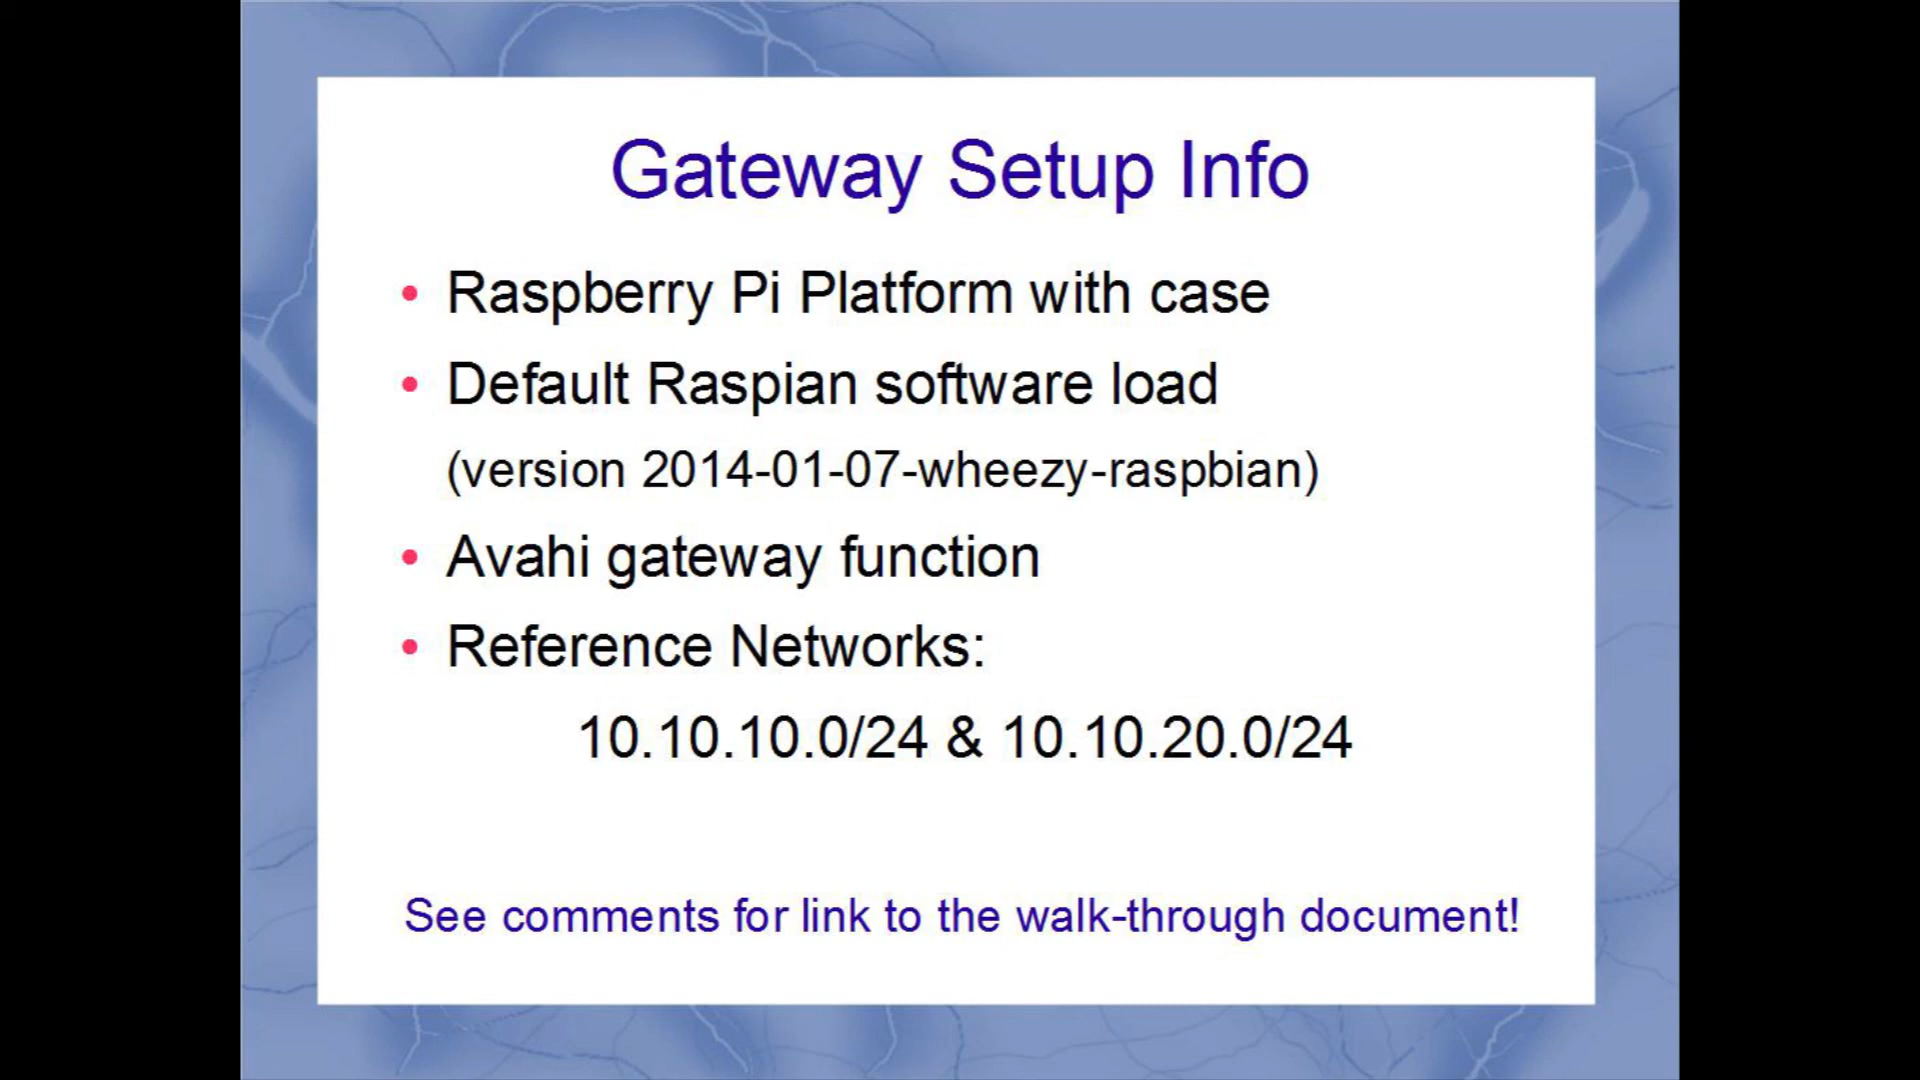 Gateway Setup Info
• Raspberry Pi Platform with case
• Default Raspian software load
(version 2014-01-07-wheezy-raspbian)
• Avahi gateway function
• Reference Networks:
10.10.10.0/24 & 10.10.20.0/24
See comments for link to the walk-through document!